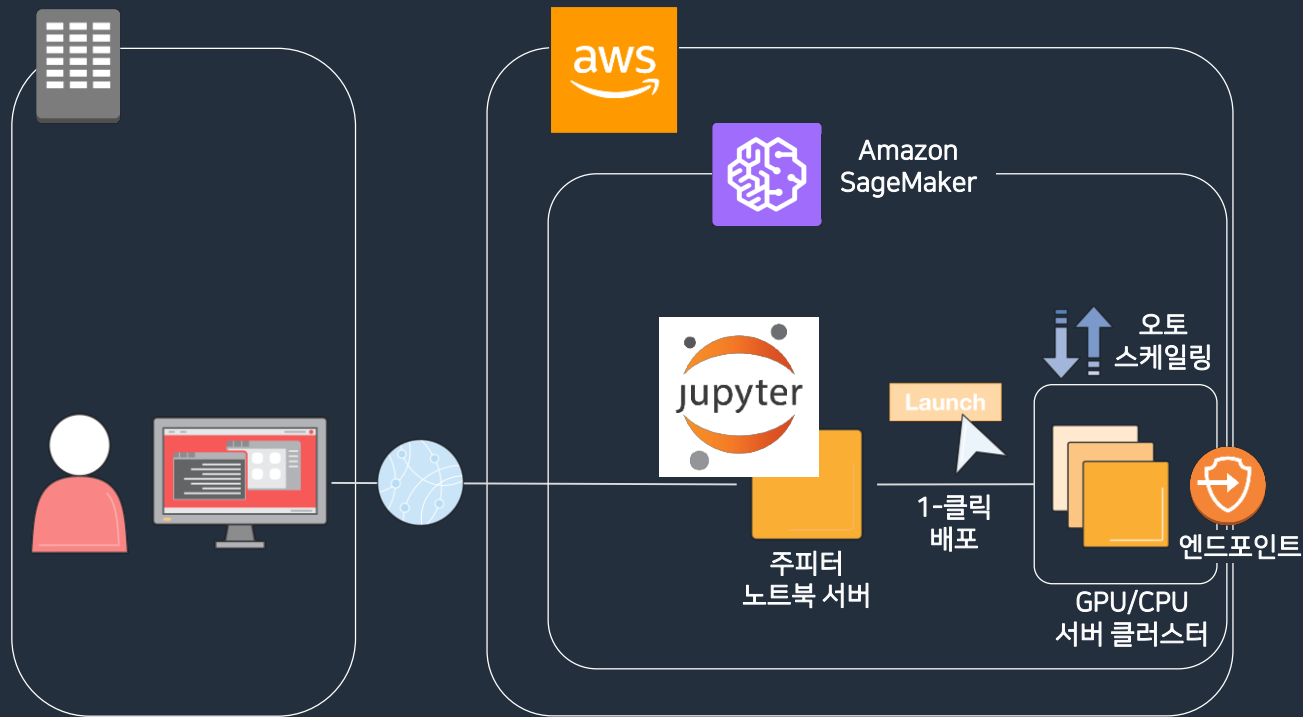 aws
Amazon
SageMaker
오토
스케일링
jupyter
Launch
1-클릭
배포
주피터
노트북 서버
엔드포인트
GPU/CPU
서버 클러스터